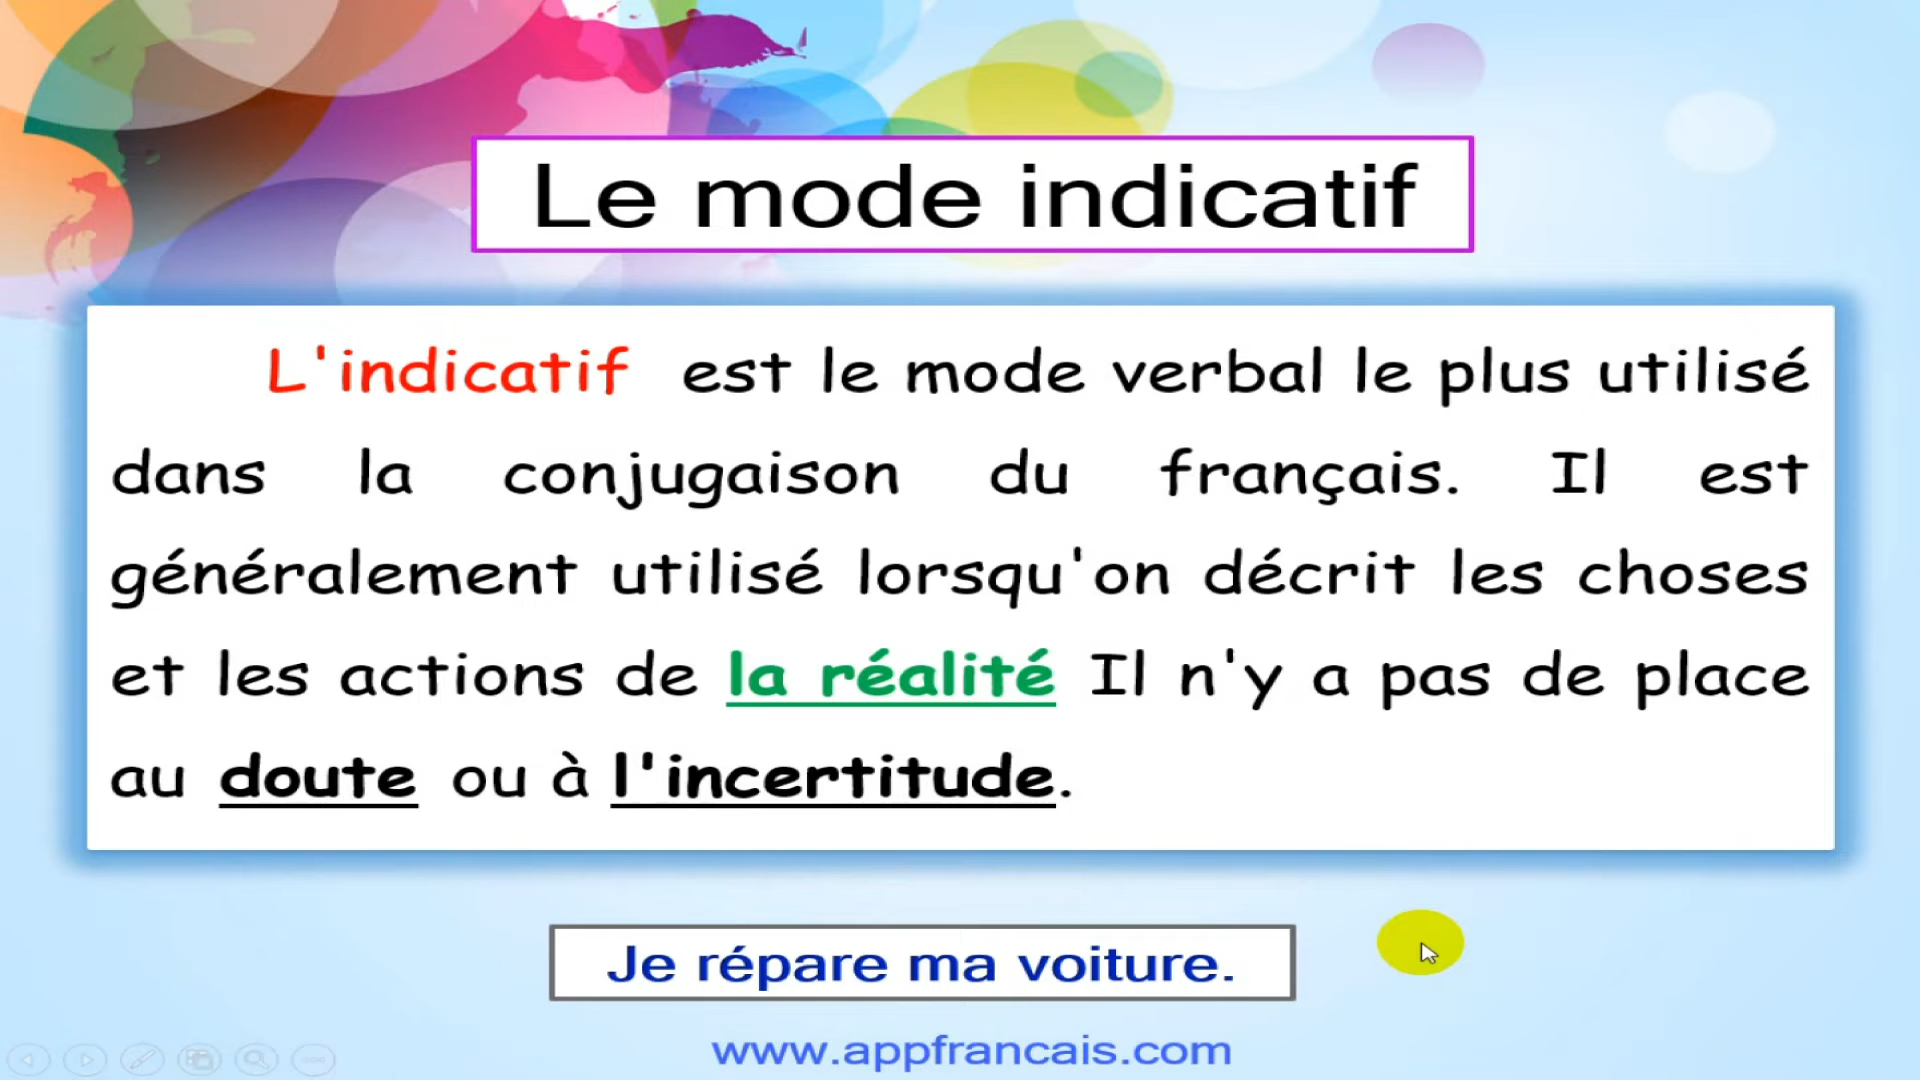 Le mode indicatif
L'indicatif est le mode verbal le plus utilisé
dans la conjugaison du français. Il est
généralement utilisé lorsqu'on décrit les choses
et les actions de la réalité Il n'y a pas de place
au doute ou à l'incertitude.
Je répare ma voiture.
www.appfrancais.com